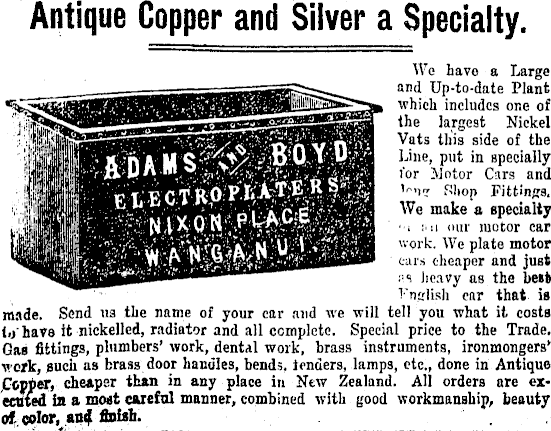 Antique Copper and Silver a Specialty.
ADAMS AND BOYD
ELECTROPLATERS
NIXON PLACE
WANGANUI.
We have a Large
and Up-to-date Plant
which includes one of
the largest Nickel
Vats this side of the
Line, put in specially
for Motor Cars and
long Shop Fittings.
We make a specialty
our motor car
work. We plate motor
cars cheaper and just
as heavy as the best
English car that is
made. Send us the name of your car and we will tell you what it costs
to have it nickelled, radiator and all complete. Special price to the Trade.
Gas fittings, plumbers' work, dental work, brass instruments, ironmongers'
work, such as brass door handles, bends, fenders, lamps, etc., done in Antique
Copper, cheaper than in any place in New Zealand. All orders are ex-
ecuted in a most careful manner, combined with good workmanship, beauty
of color, and finish.